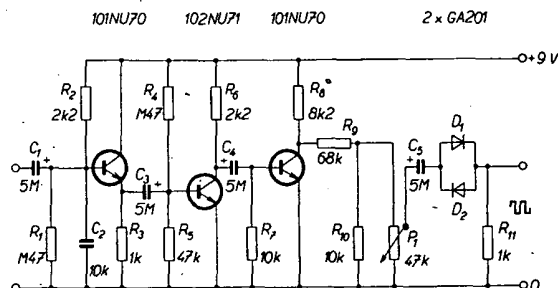 101NU70 102NU71 101NU70 2 x GA201
+9 V
R2 2k2
R4 M47
R6 2k2
R8 8k2
R9 68k
C1 + 5M
C3 + 5M
C4 + 5M
C5 + 5M
D1
D2
R1 M47
C2 10k
R3 1k
R5 47k
R7 10k
R10 10k
P1 47k
R11 1k
0